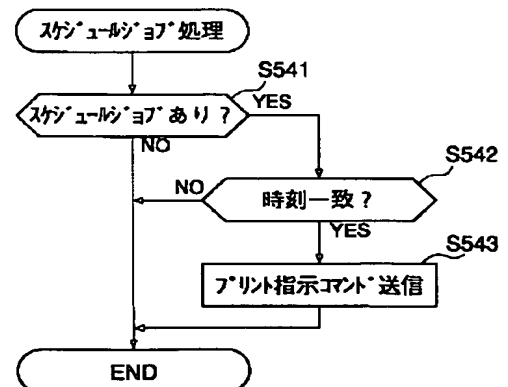 ｽｹｼﾞｭｰﾙｼﾞｮﾌﾞ処理
S541
ｽｹｼﾞｭｰﾙｼﾞｮﾌﾞあり？
YES
NO
S542
NO
時刻一致？
YES
S543
ﾌﾟﾘﾝﾄ指示ｺﾏﾝﾄﾞ送信
END